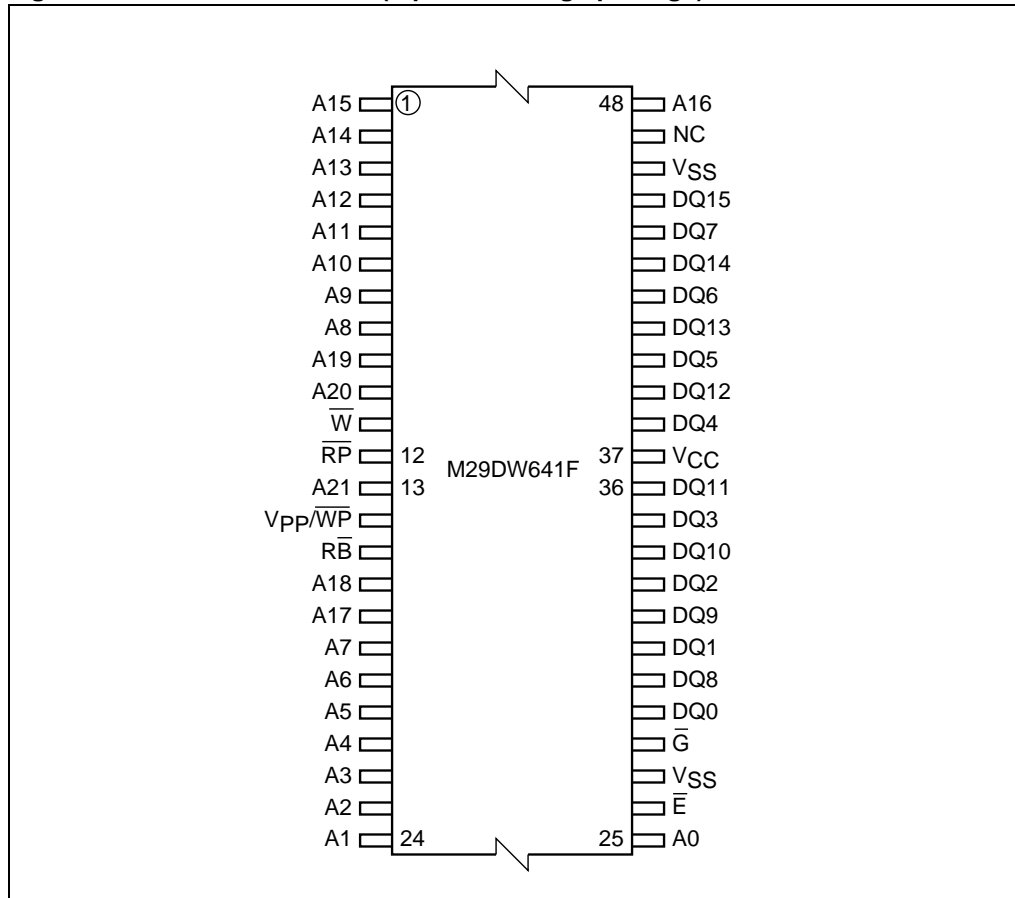 A15 1 48 A16
A14 NC
A13 VSS
A12 DQ15
A11 DQ7
A10 DQ14
A9 DQ6
A8 DQ13
A19 DQ5
A20 DQ12
W̅ DQ4
R̅P̅ 12 37 VCC
M29DW641F
A21 13 36 DQ11
VPP/W̅P̅ DQ3
RB̅ DQ10
A18 DQ2
A17 DQ9
A7 DQ1
A6 DQ8
A5 DQ0
A4 G̅
A3 VSS
A2 E̅
A1 24 25 A0